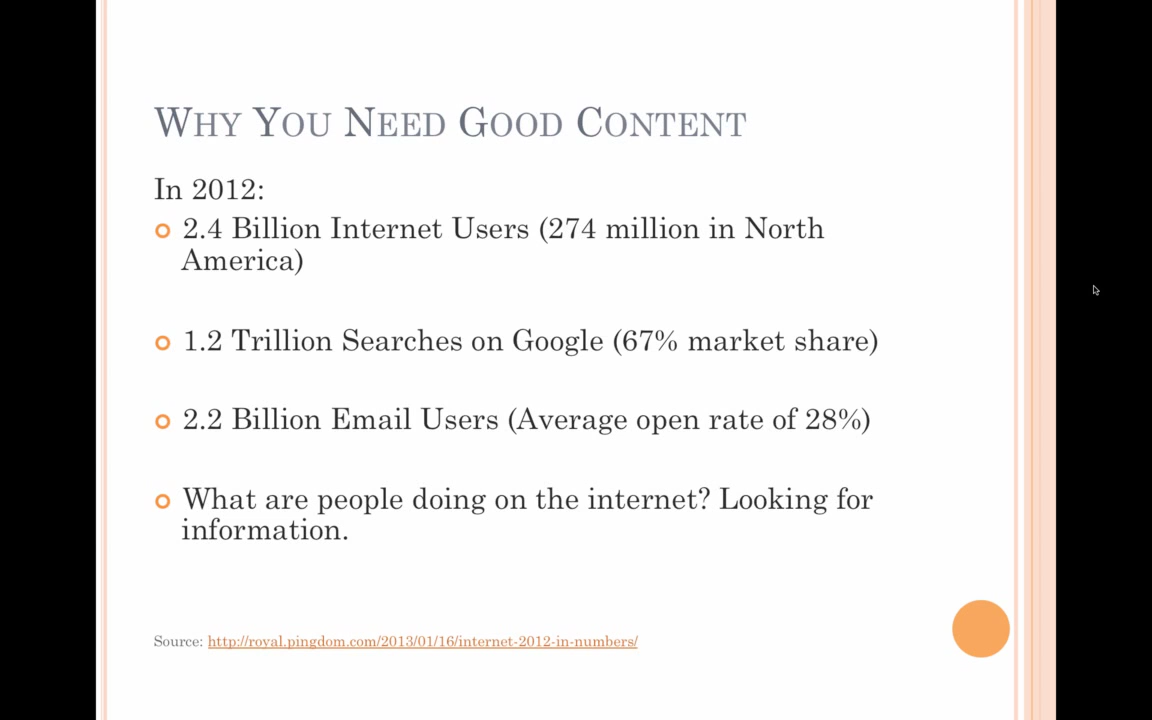 Why You Need Good Content
In 2012:
2.4 Billion Internet Users (274 million in North
America)
1.2 Trillion Searches on Google (67% market share)
2.2 Billion Email Users (Average open rate of 28%)
What are people doing on the internet? Looking for
information.
Source: http://royal.pingdom.com/2013/01/16/internet-2012-in-numbers/